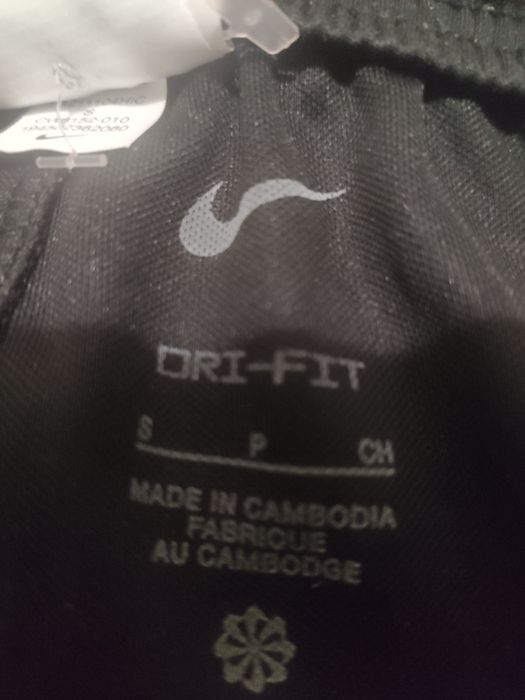 S
DRI-FIT
S P CH
MADE IN CAMBODIA
FABRIQUE
AU CAMBODGE